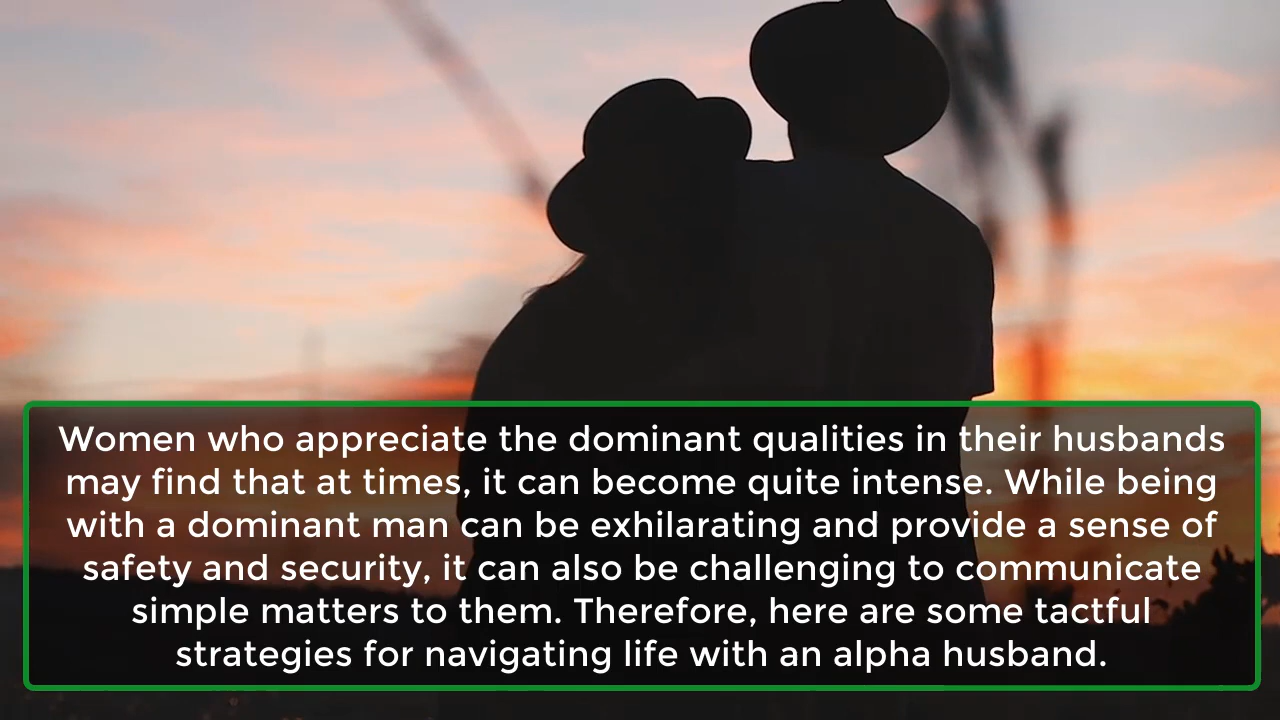 Women who appreciate the dominant qualities in their husbands
may find that at times, it can become quite intense. While being
with a dominant man can be exhilarating and provide a sense of
safety and security, it can also be challenging to communicate
simple matters to them. Therefore, here are some tactful
strategies for navigating life with an alpha husband.